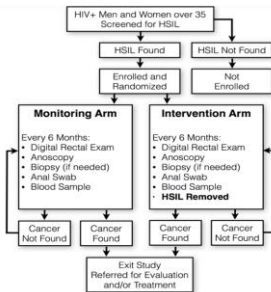 HIV+ Men and Women over 35
Screened for HSIL
HSIL Found
HSIL Not Found
Enrolled and
Randomized
Not
Enrolled
Monitoring Arm
Every 6 Months:
• Digital Rectal Exam
• Anoscopy
• Biopsy (if needed)
• Anal Swab
• Blood Sample
Intervention Arm
Every 6 Months:
• Digital Rectal Exam
• Anoscopy
• Biopsy (if needed)
• Anal Swab
• Blood Sample
• HSIL Removed
Cancer
Not Found
Cancer
Found
Cancer
Found
Cancer
Not Found
Exit Study
Referred for Evaluation
and/or Treatment